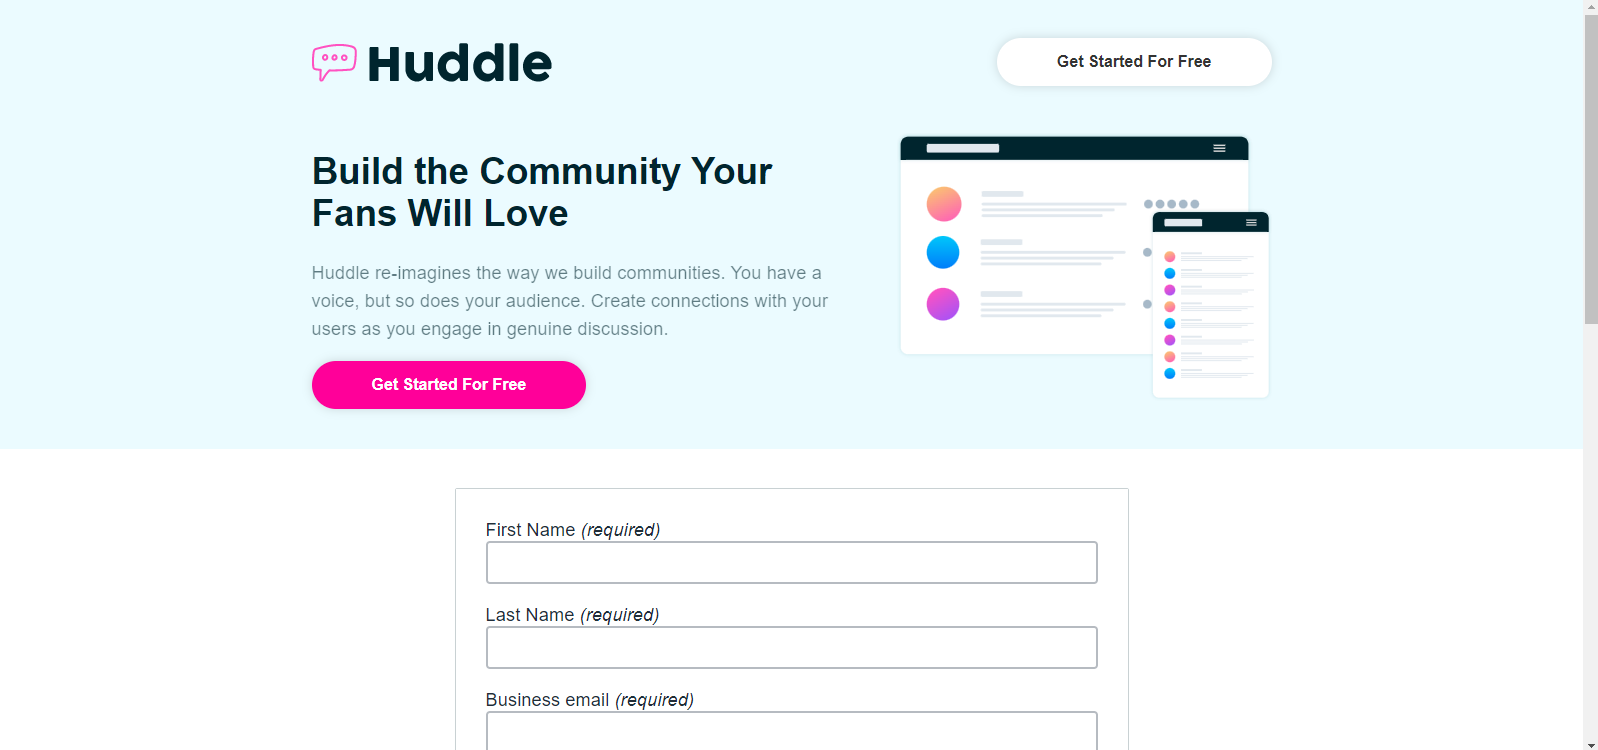 Huddle
Get Started For Free
Build the Community Your
Fans Will Love
Huddle re-imagines the way we build communities. You have a
voice, but so does your audience. Create connections with your
users as you engage in genuine discussion.
Get Started For Free
First Name (required)
Last Name (required)
Business email (required)